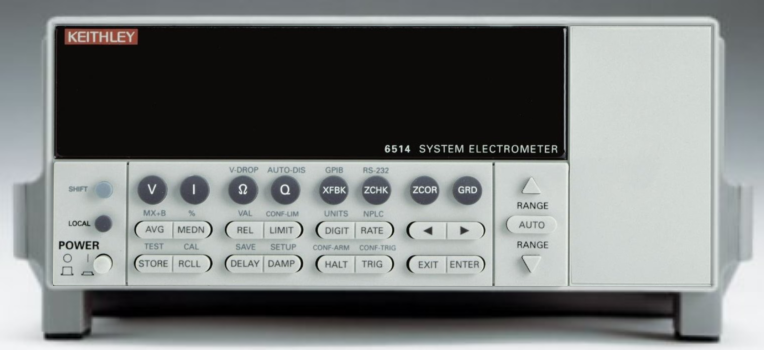 KEITHLEY
6514 SYSTEM ELECTROMETER
V-DROP AUTO-DIS GPIB RS-232
SHIFT V I Ω Q XFBK ZCHK ZCOR GRD
MX+B % VAL CONF-LIM UNITS NPLC
LOCAL AVG MEDN REL LIMIT DIGIT RATE ◄ ►
RANGE
AUTO
RANGE
POWER
TEST CAL SAVE SETUP CONF-ARM CONF-TRIG
STORE RCLL DELAY DAMP HALT TRIG EXIT ENTER
O I